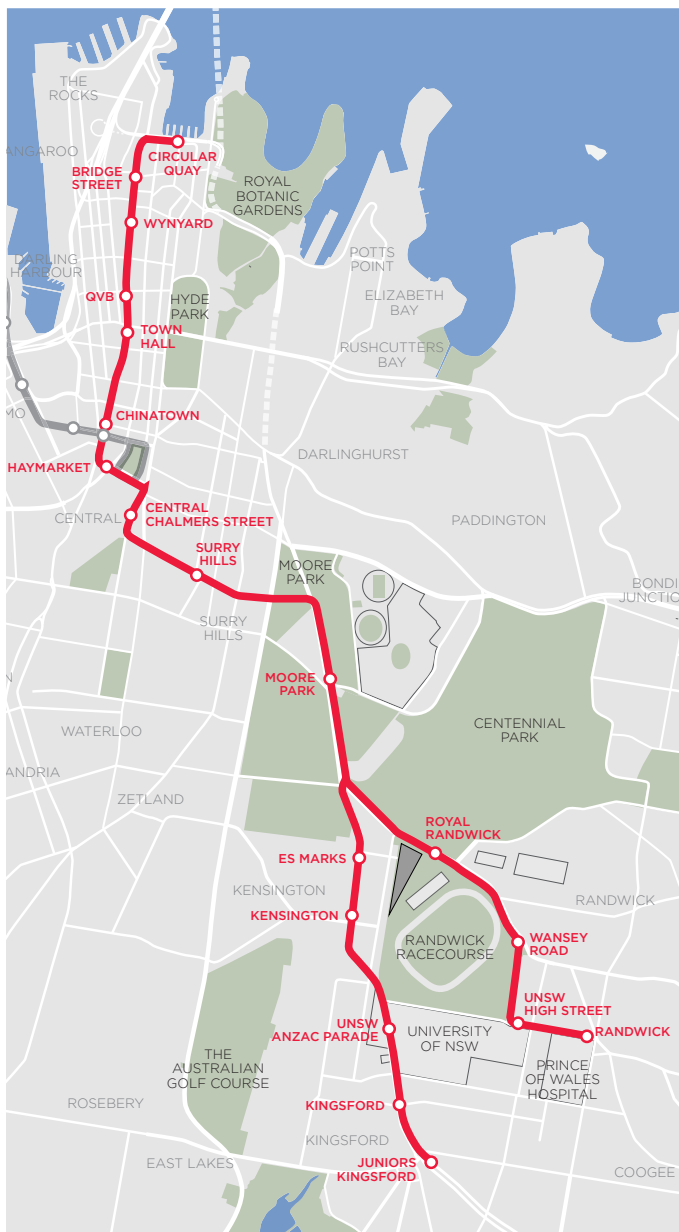 THE
ROCKS
ANGAROO
CIRCULAR
QUAY
BRIDGE
STREET
ROYAL
BOTANIC
GARDENS
WYNYARD
POTTS
POINT
DARLING
HARBOUR
QVB
HYDE
PARK
ELIZABETH
BAY
TOWN
HALL
RUSHCUTTERS
BAY
MO
CHINATOWN
DARLINGHURST
HAYMARKET
CENTRAL
CENTRAL
CHALMERS STREET
PADDINGTON
SURRY
HILLS
MOORE
PARK
BONDI
JUNCTIO
SURRY
HILLS
N
MOORE
PARK
CENTENNIAL
PARK
WATERLOO
ANDRIA
ZETLAND
ROYAL
RANDWICK
ES MARKS
KENSINGTON
RANDWICK
KENSINGTON
RANDWICK
RACECOURSE
WANSEY
ROAD
UNSW
HIGH STREET
UNSW
ANZAC PARADE
UNIVERSITY
OF NSW
RANDWICK
THE
AUSTRALIAN
GOLF COURSE
PRINCE
OF WALES
HOSPITAL
ROSEBERY
KINGSFORD
KINGSFORD
EAST LAKES
JUNIORS
KINGSFORD
COOGEE